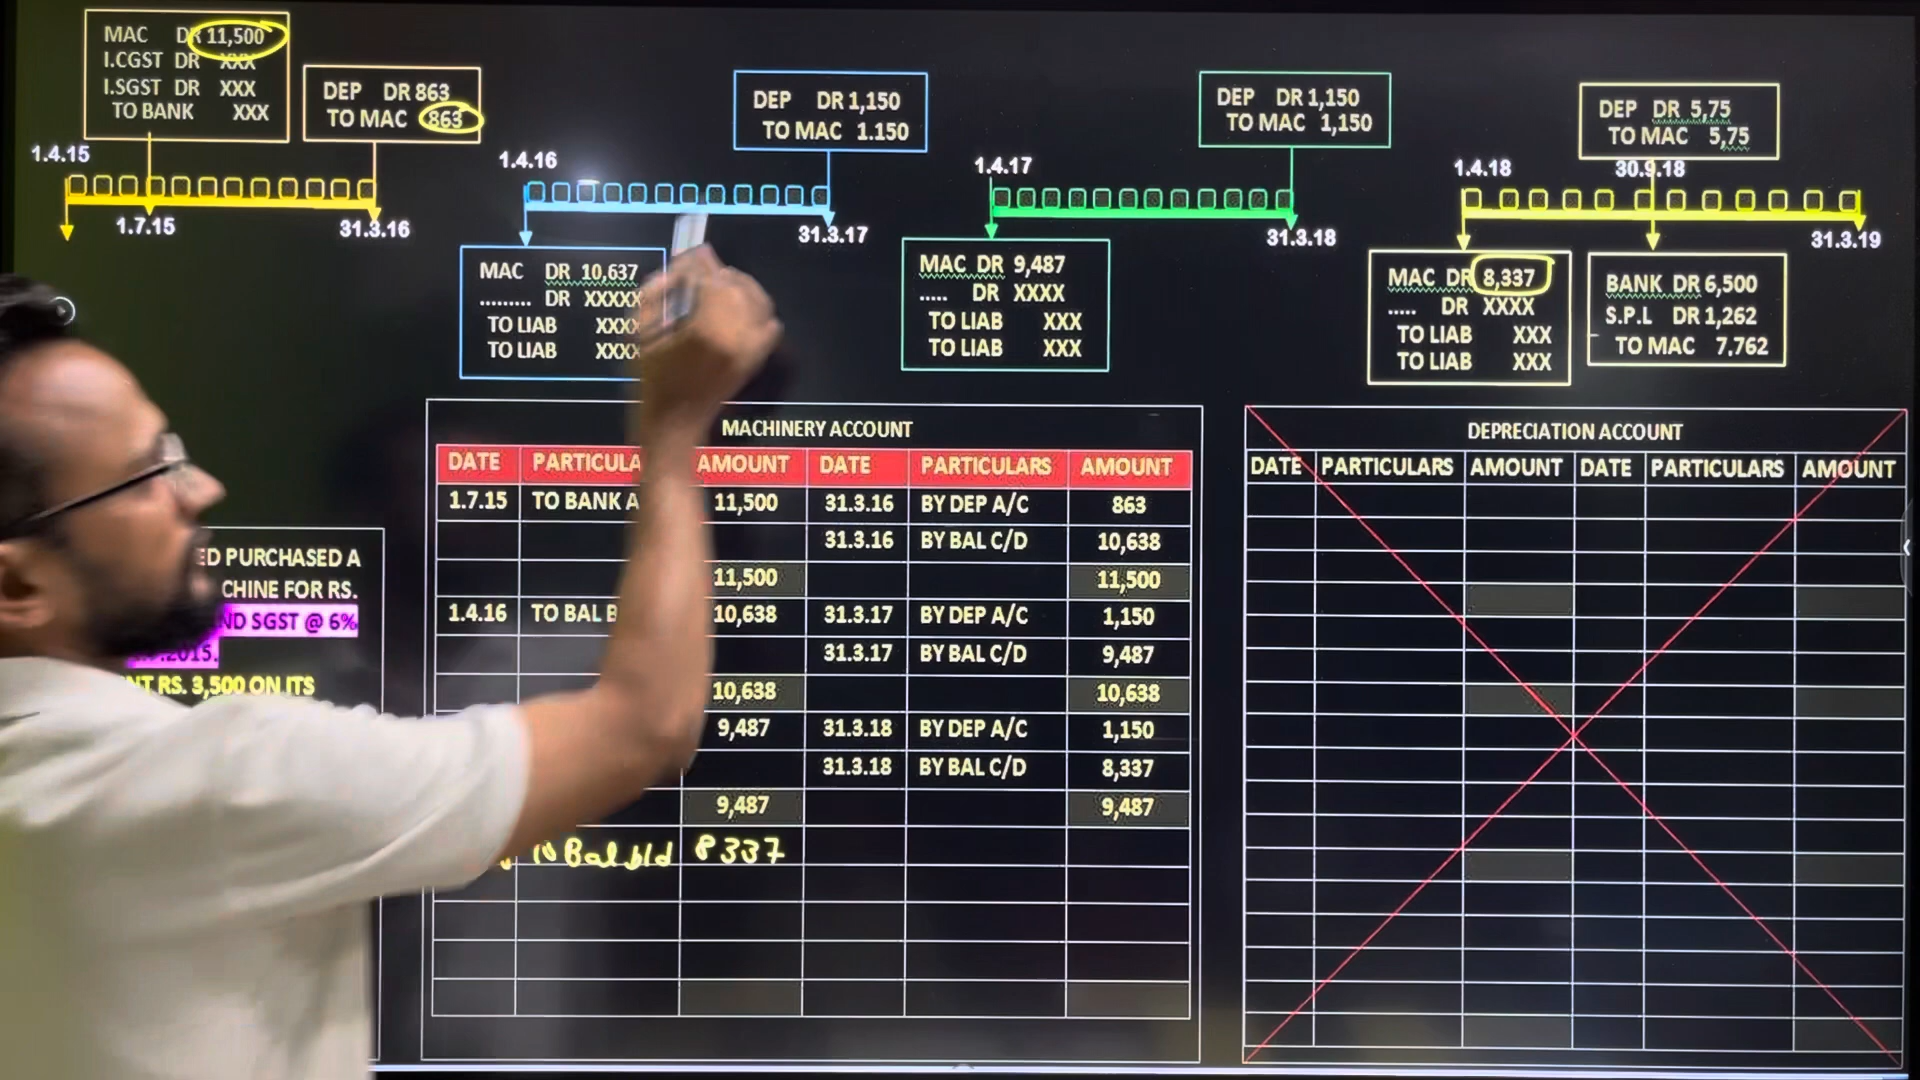 MAC DR 11,500
I.CGST DR XXX
I.SGST DR XXX
TO BANK XXX
DEP DR 863
TO MAC 863
1.4.15
1.7.15
31.3.16
DEP DR 1,150
TO MAC 1.150
1.4.16
31.3.17
MAC DR 10,637
......... DR XXXXX
TO LIAB XXXX
TO LIAB XXXX
DEP DR 1,150
TO MAC 1,150
1.4.17
31.3.18
MAC DR 9,487
..... DR XXXX
TO LIAB XXX
TO LIAB XXX
DEP DR 5,75
TO MAC 5,75
1.4.18
30.9.18
31.3.19
MAC DR 8,337
..... DR XXXX
TO LIAB XXX
TO LIAB XXX
BANK DR 6,500
S.P.L DR 1,262
TO MAC 7,762
PURCHASED A
FOR RS.
SGST @ 6%
RS. 3,500 ON ITS
MACHINERY ACCOUNT
DATE AMOUNT DATE PARTICULARS AMOUNT
1.7.15 TO BANK 11,500 31.3.16 BY DEP A/C 863
31.3.16 BY BAL C/D 10,638
11,500 11,500
1.4.16 TO BAL 10,638 31.3.17 BY DEP A/C 1,150
31.3.17 BY BAL C/D 9,487
10,638 10,638
9,487 31.3.18 BY DEP A/C 1,150
31.3.18 BY BAL C/D 8,337
9,487 9,487
To Bal b/d 8337
DEPRECIATION ACCOUNT
DATE PARTICULARS AMOUNT DATE PARTICULARS AMOUNT